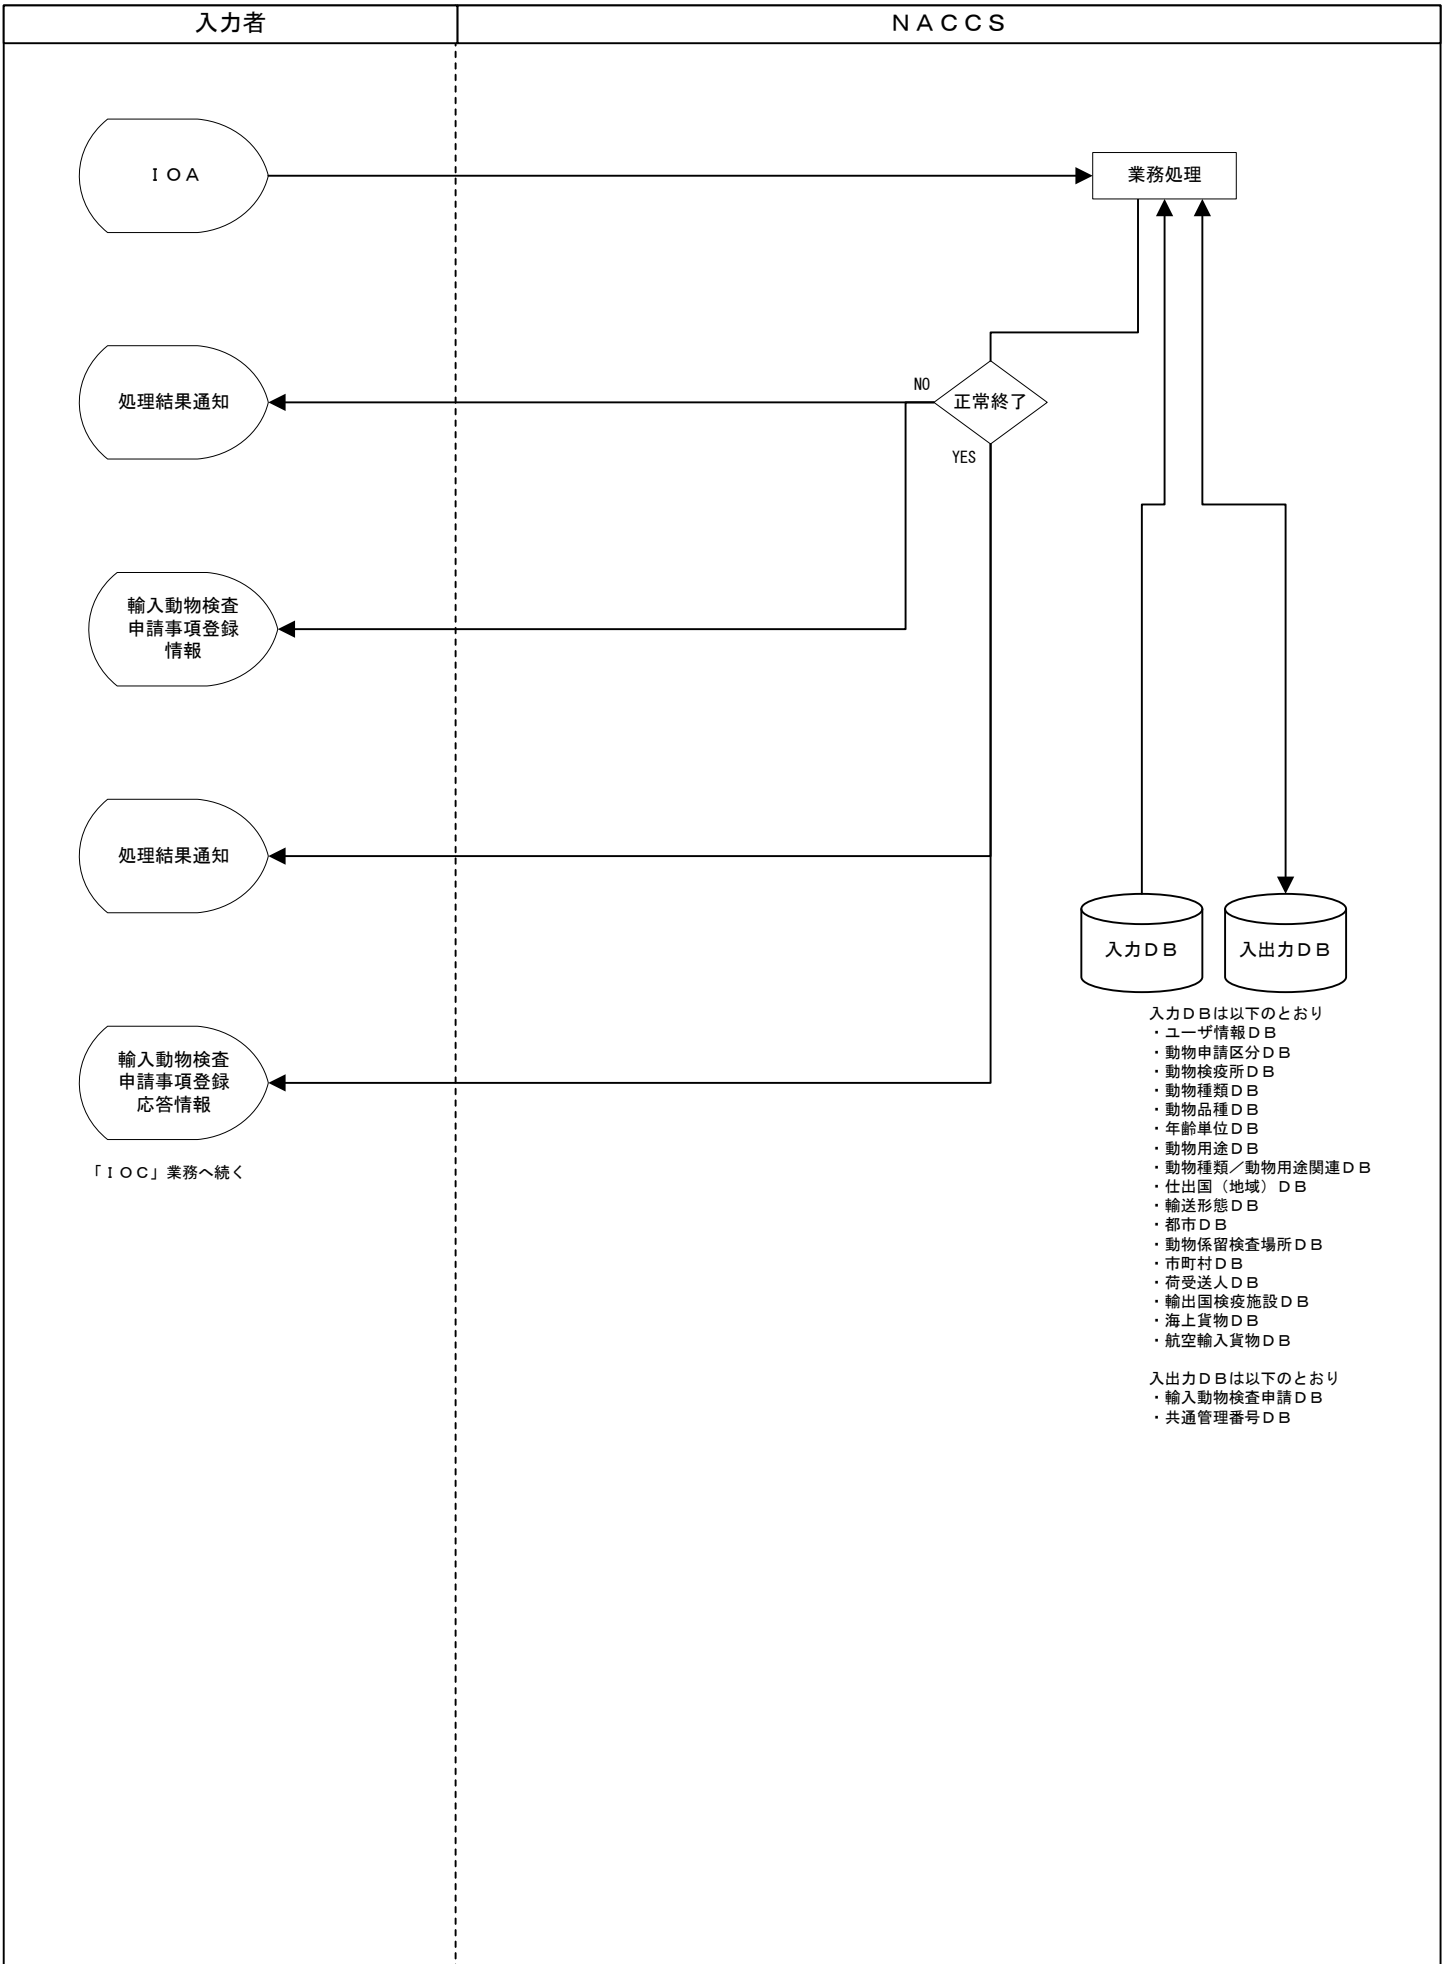 入力者
ＮＡＣＣＳ
ＩＯＡ
業務処理
処理結果通知
NO
正常終了
YES
輸入動物検査
申請事項登録
情報
処理結果通知
入力ＤＢ
入出力ＤＢ
輸入動物検査
申請事項登録
応答情報
「ＩＯＣ」業務へ続く
入力ＤＢは以下のとおり
・ユーザ情報ＤＢ
・動物申請区分ＤＢ
・動物検疫所ＤＢ
・動物種類ＤＢ
・動物品種ＤＢ
・年齢単位ＤＢ
・動物用途ＤＢ
・動物種類／動物用途関連ＤＢ
・仕出国（地域）ＤＢ
・輸送形態ＤＢ
・都市ＤＢ
・動物係留検査場所ＤＢ
・市町村ＤＢ
・荷受送人ＤＢ
・輸出国検疫施設ＤＢ
・海上貨物ＤＢ
・航空輸入貨物ＤＢ
入出力ＤＢは以下のとおり
・輸入動物検査申請ＤＢ
・共通管理番号ＤＢ